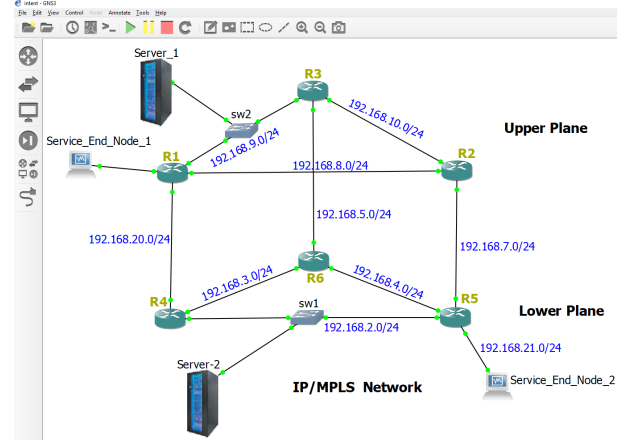 intent - GNS3
File Edit View Control Node Annotate Tools Help
Server_1
R3
sw2
192.168.10.0/24
Upper Plane
Service_End_Node_1
R1
192.168.9.0/24
192.168.8.0/24
R2
192.168.5.0/24
192.168.20.0/24
192.168.7.0/24
192.168.3.0/24
R6
192.168.4.0/24
R4
sw1
R5
Lower Plane
192.168.2.0/24
192.168.21.0/24
Server-2
IP/MPLS Network
Service_End_Node_2